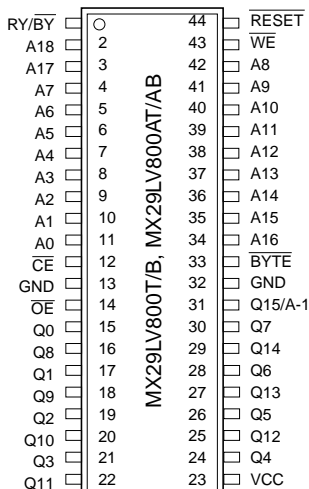 RY/BY 44 RESET
A18 2 43 WE
A17 3 42 A8
A7 4 41 A9
A6 5 40 A10
A5 6 39 A11
A4 7 38 A12
A3 8 37 A13
A2 9 36 A14
A1 10 35 A15
A0 11 34 A16
CE 12 33 BYTE
GND 13 32 GND
OE 14 31 Q15/A-1
Q0 15 30 Q7
Q8 16 29 Q14
Q1 17 28 Q6
Q9 18 27 Q13
Q2 19 26 Q5
Q10 20 25 Q12
Q3 21 24 Q4
Q11 22 23 VCC
MX29LV800T/B, MX29LV800AT/AB